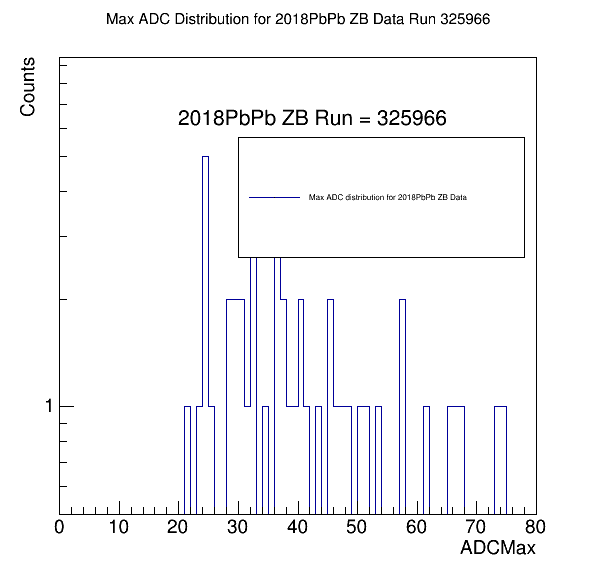 Max ADC Distribution for 2018PbPb ZB Data Run 325966
Counts
2018PbPb ZB Run = 325966
Max ADC distribution for 2018PbPb ZB Data
1
0 10 20 30 40 50 60 70 80
ADCMax